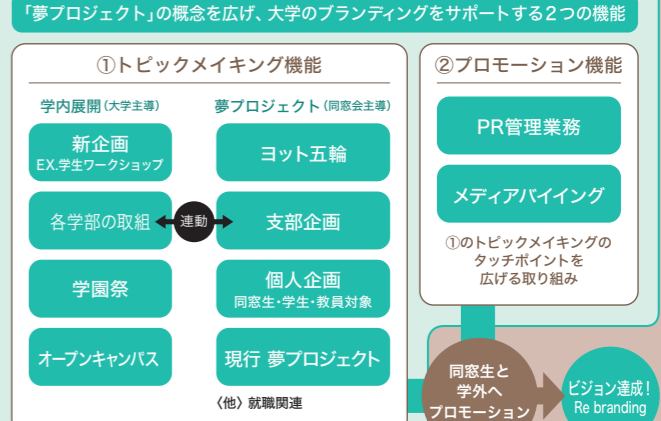 「夢プロジェクト」の概念を広げ、大学のブランディングをサポートする2つの機能
①トピックメイキング機能
学内展開(大学主導)
新企画
EX.学生ワークショップ
各学部の取組
学園祭
オープンキャンパス
連動
夢プロジェクト(同窓会主導)
ヨット五輪
支部企画
個人企画
同窓生・学生・教員対象
現行 夢プロジェクト
〈他〉就職関連
②プロモーション機能
PR管理業務
メディアバイイング
①のトピックメイキングの
タッチポイントを
広げる取り組み
同窓生と
学外へ
プロモーション
ビジョン達成!
Re branding